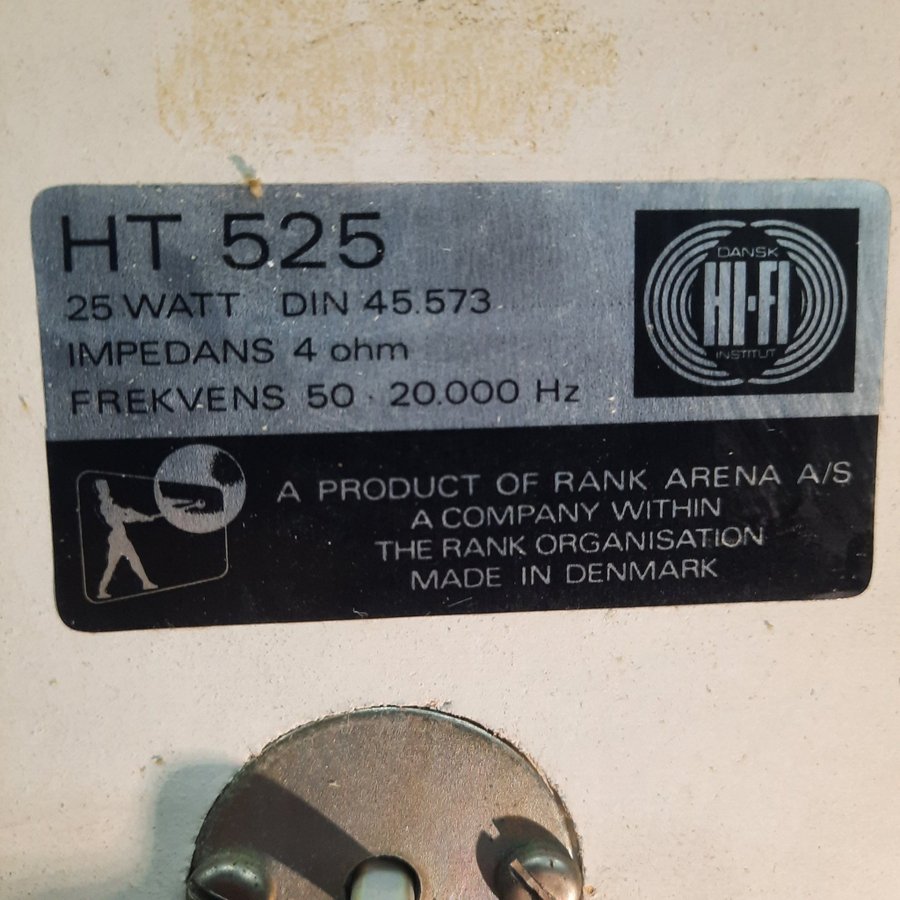 HT 525
25 WATT DIN 45.573
IMPEDANS 4 ohm
FREKVENS 50 - 20.000 Hz
DANSK
HI-FI
INSTITUT
A PRODUCT OF RANK ARENA A/S
A COMPANY WITHIN
THE RANK ORGANISATION
MADE IN DENMARK